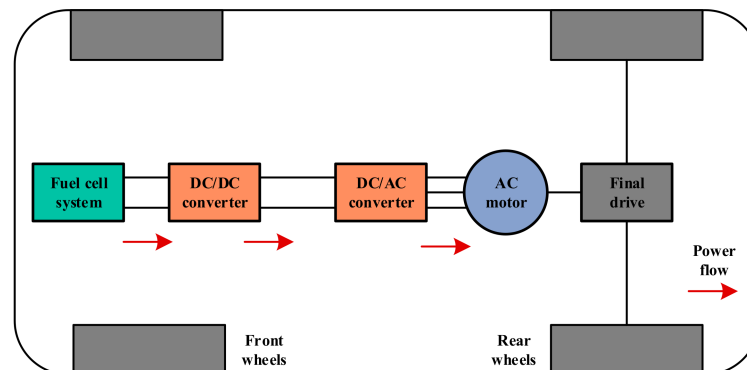 Fuel cell
system
DC/DC
converter
DC/AC
converter
AC
motor
Final
drive
Power
flow
Front
wheels
Rear
wheels